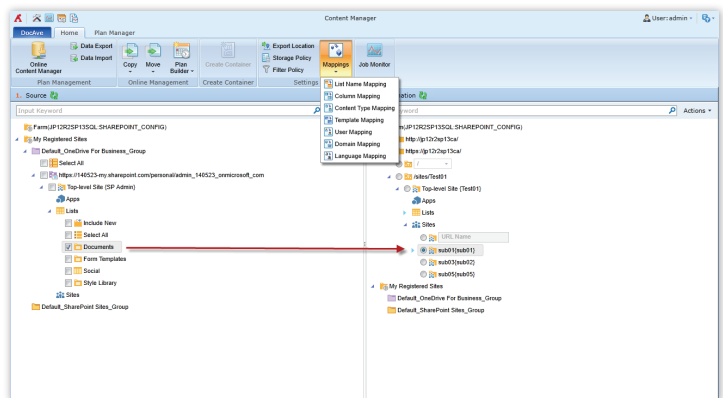 Content Manager
User: admin
DocAve
Home
Plan Manager
Online
Content Manager
Data Export
Data Import
Copy
Move
Plan
Builder
Create Container
Export Location
Storage Policy
Filter Policy
Mappings
Job Monitor
Plan Management
Online Management
Create Container
Settings
List Name Mapping
Column Mapping
Content Type Mapping
Template Mapping
User Mapping
Domain Mapping
Language Mapping
1. Source
Input Keyword
Farm(JP12R2SP13SQL:SHAREPOINT_CONFIG)
My Registered Sites
Default_OneDrive For Business_Group
Select All
https://140523-my.sharepoint.com/personal/admin_140523_onmicrosoft_com
Top-level Site (SP Admin)
Apps
Lists
Include New
Select All
Documents
Form Templates
Social
Style Library
Sites
Default_SharePoint Sites_Group
ation
eyword
Actions
rm(JP12R2SP13SQL:SHAREPOINT_CONFIG)
http://jp12r2sp13ca/
https://jp12r2sp13ca/
/
/sites/Test01
Top-level Site (Test01)
Apps
Lists
Sites
URL Name
sub01(sub01)
sub03(sub02)
sub05(sub05)
My Registered Sites
Default_OneDrive For Business_Group
Default_SharePoint Sites_Group